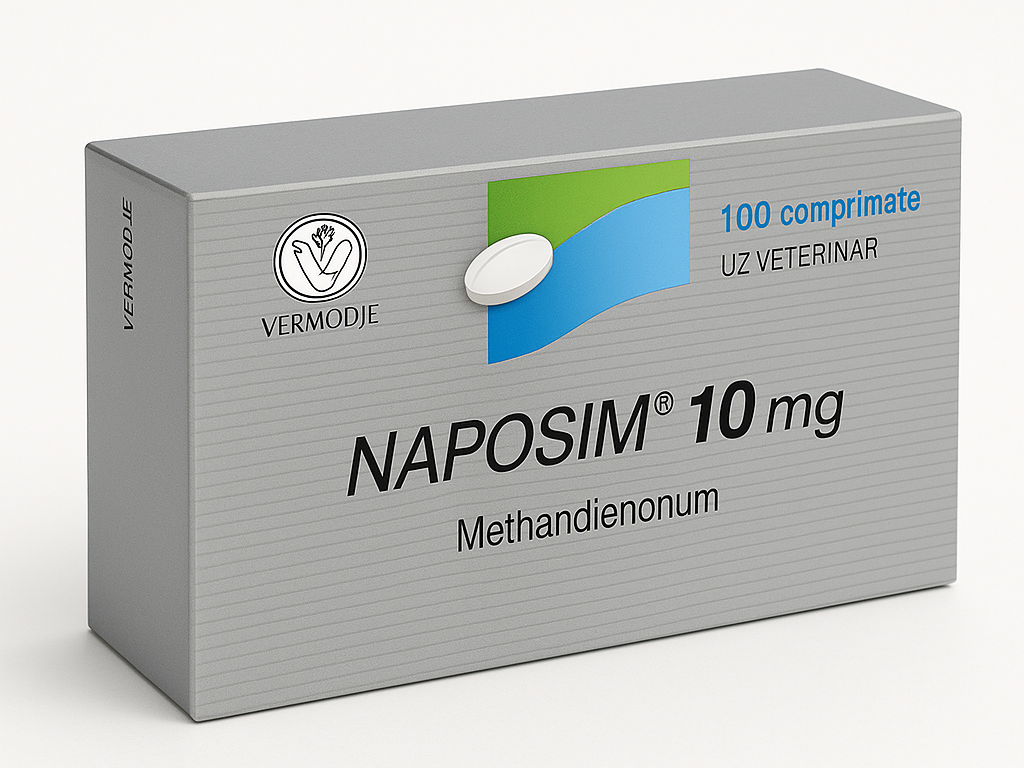 VERMODJE
VERMODJE
100 comprimate
UZ VETERINAR
NAPOSIM® 10 mg
Methandienonum